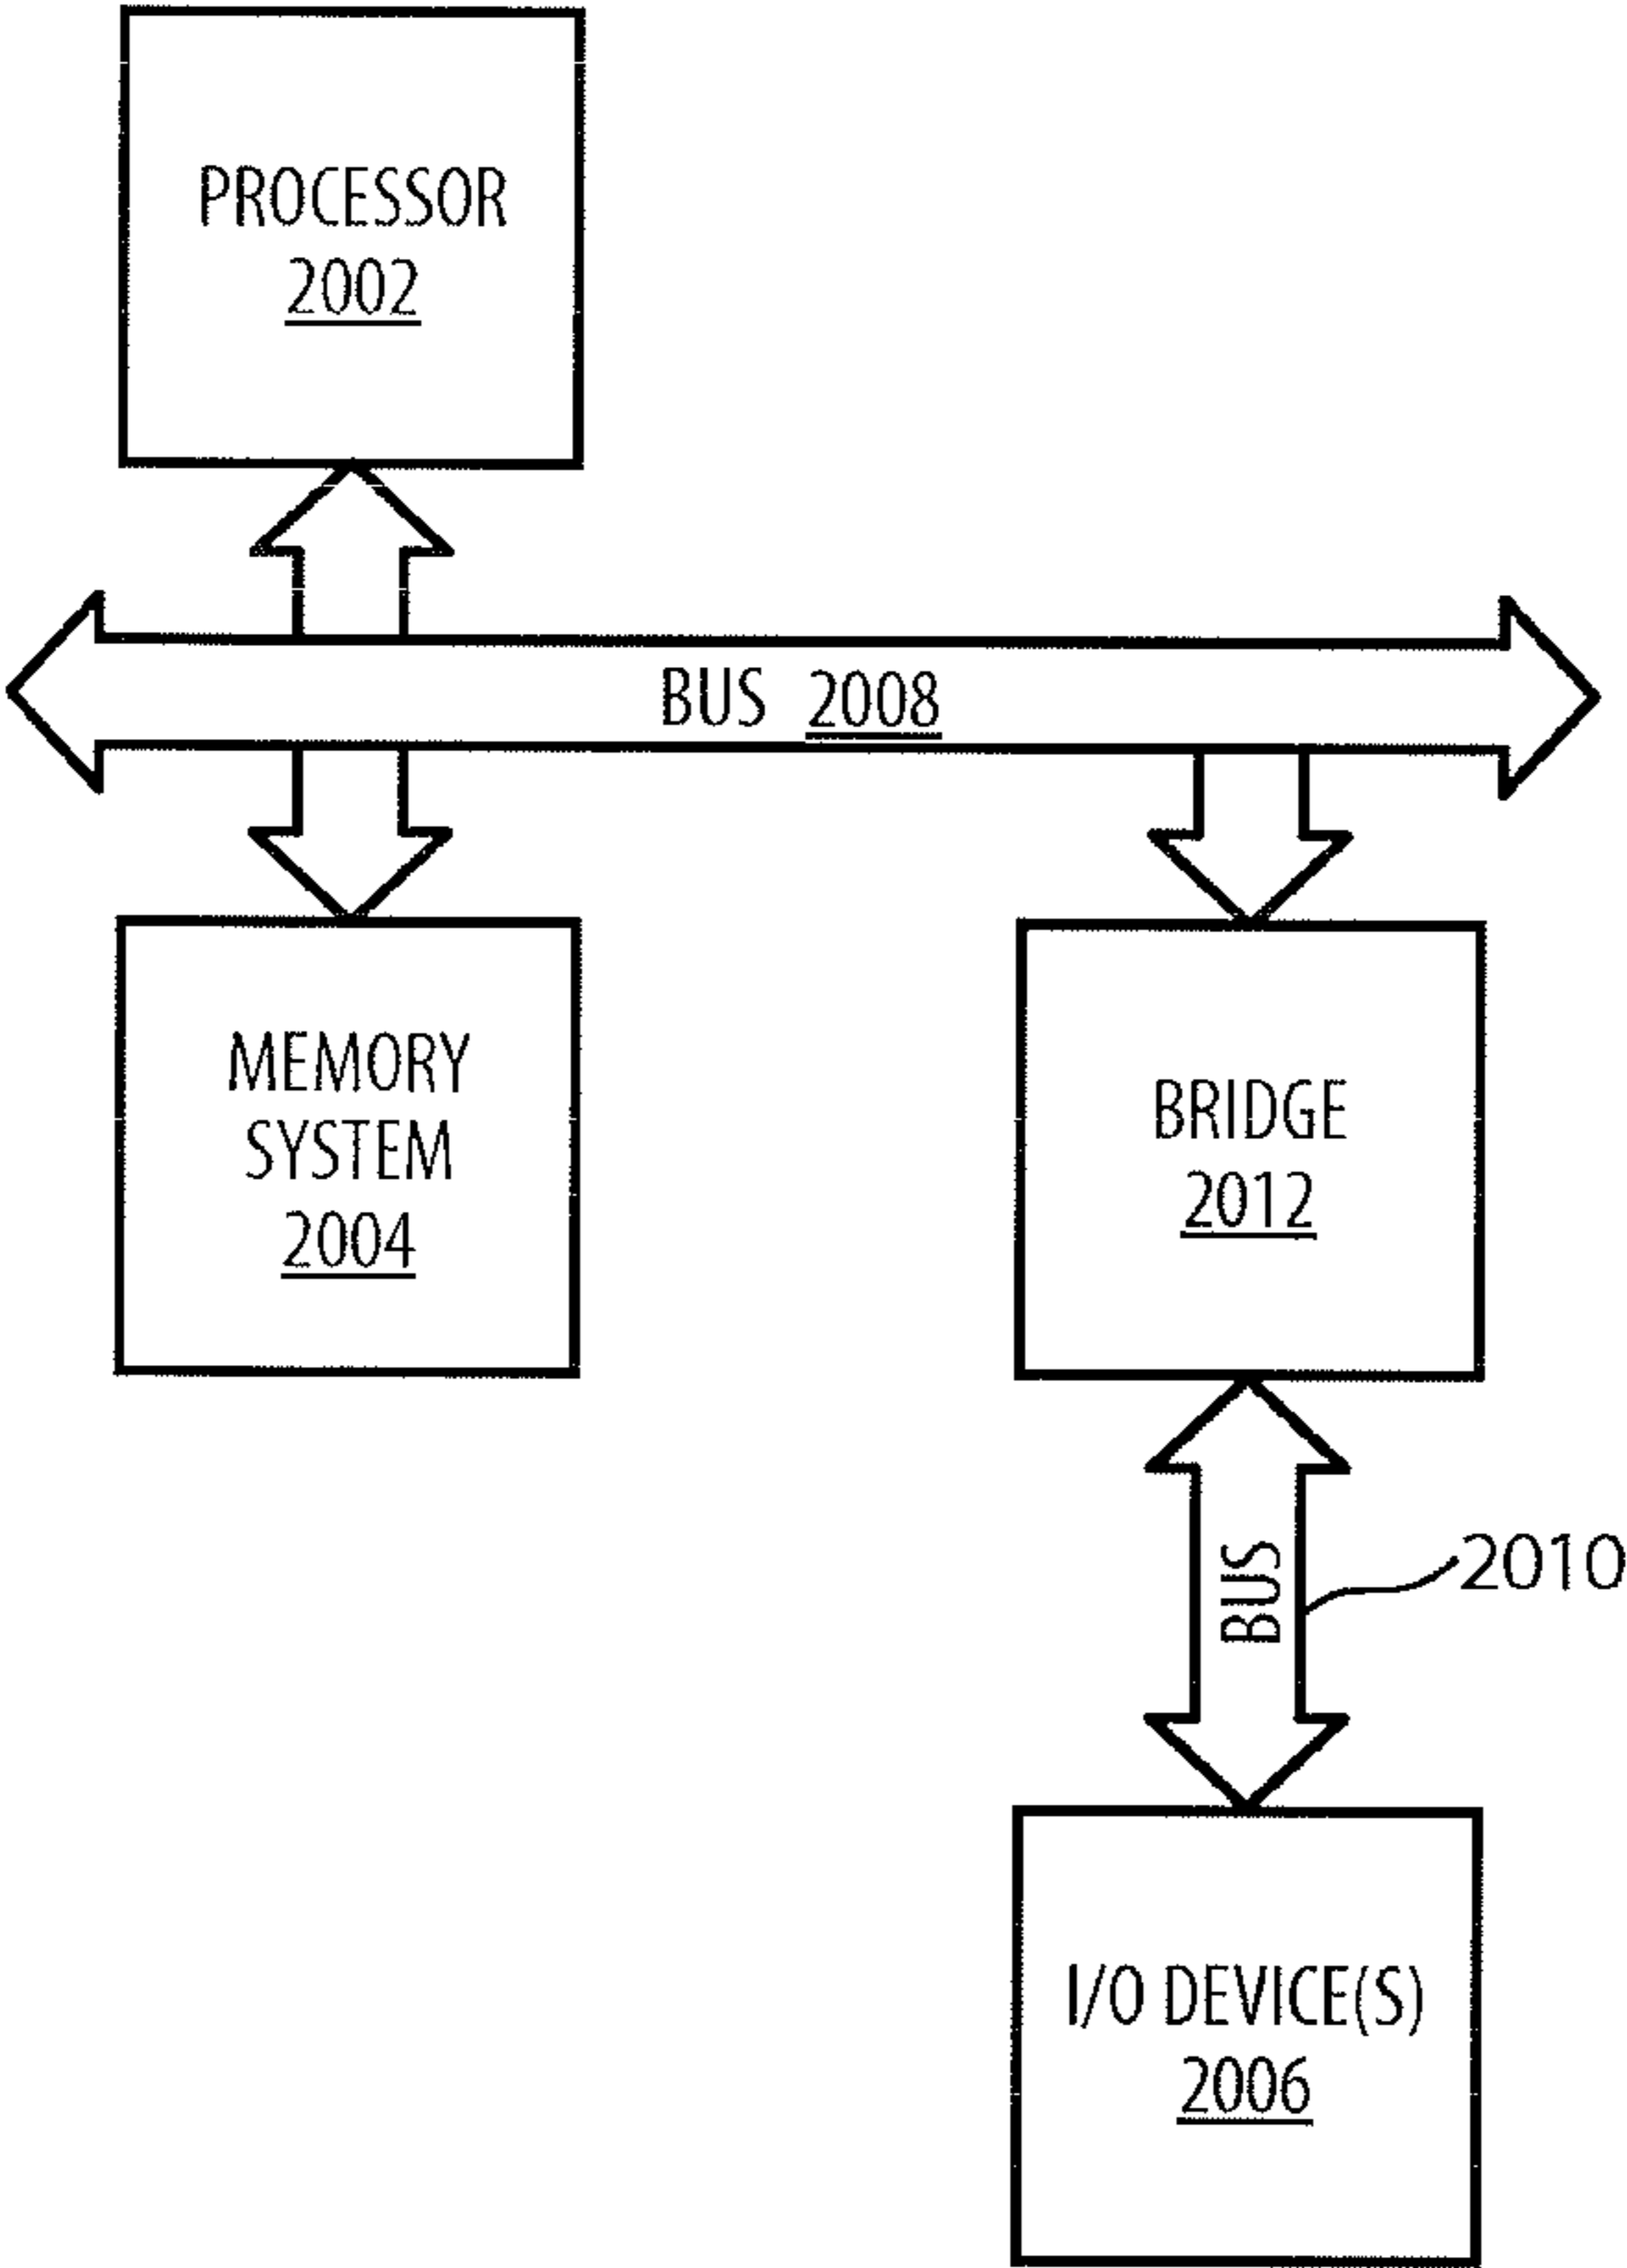 PROCESSOR
2002
BUS 2008
MEMORY
SYSTEM
2004
BRIDGE
2012
BUS
2010
I/O DEVICE(S)
2006